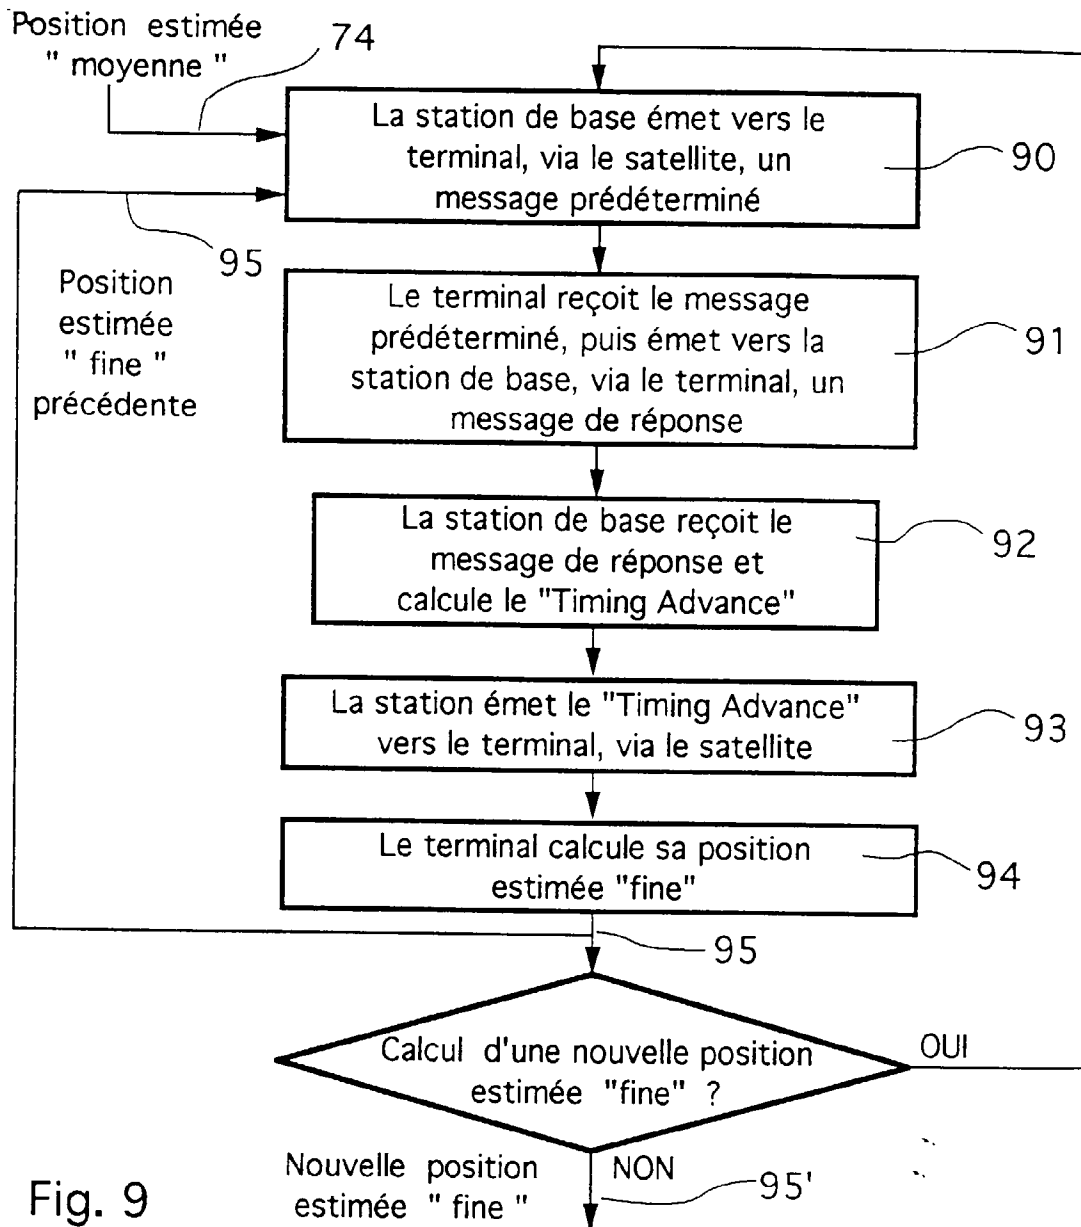 Position estimée
" moyenne "
74
La station de base émet vers le
terminal, via le satellite, un
message prédéterminé
90
95
Position
estimée
" fine "
précédente
Le terminal reçoit le message
prédéterminé, puis émet vers la
station de base, via le terminal, un
message de réponse
91
La station de base reçoit le
message de réponse et
calcule le "Timing Advance"
92
La station émet le "Timing Advance"
vers le terminal, via le satellite
93
Le terminal calcule sa position
estimée "fine"
94
95
Calcul d'une nouvelle position
estimée "fine" ?
OUI
Nouvelle position
estimée " fine "
NON
95'
Fig. 9